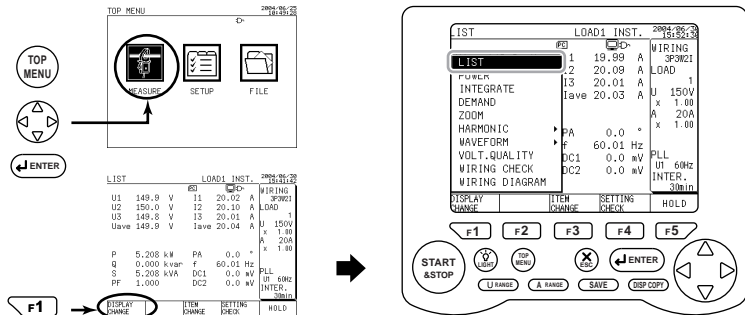 TOP MENU
2004/06/25
10:49:28
TOP
MENU
MEASURE
SETUP
FILE
ENTER
LIST
LOAD1 INST.
2004/06/30
15:41:42
PC
WIRING
3P3W2I
U1 149.9 V I1 20.02 A
U2 150.0 V I2 20.10 A
LOAD
1
U3 149.8 V I3 20.01 A
U 150V
Uave 149.9 V Iave 20.04 A
x 1.00
A 20A
x 1.00
P 5.208 kW PA 0.0 °
Q 0.000 kvar f 60.01 Hz
S 5.208 kVA DC1 0.0 mV
PLL
U1 60Hz
PF 1.000 DC2 0.0 mV
INTER.
30min
F1
DISPLAY
CHANGE
ITEM
CHANGE
SETTING
CHECK
HOLD
LIST
LOAD1 INST.
15:52:
PC
WIRING
3P3W2I
LIST
1 19.99 A
POWER
.2 20.09 A
LOAD
1
INTEGRATE
I3 20.01 A
U 150V
DEMAND
Iave 20.03 A
x 1.00
ZOOM
A 20A
x 1.00
HARMONIC
PA 0.0 °
WAVEFORM
f 60.01 Hz
VOLT.QUALITY
DC1 0.0 mV
PLL
U1 60Hz
WIRING CHECK
DC2 0.0 mV
INTER.
WIRING DIAGRAM
30min
DISPLAY
CHANGE
ITEM
CHANGE
SETTING
CHECK
HOLD
F1
F2
F3
F4
F5
START
&STOP
LIGHT
TOP
MENU
ESC
ENTER
U RANGE
A RANGE
SAVE
DISP COPY